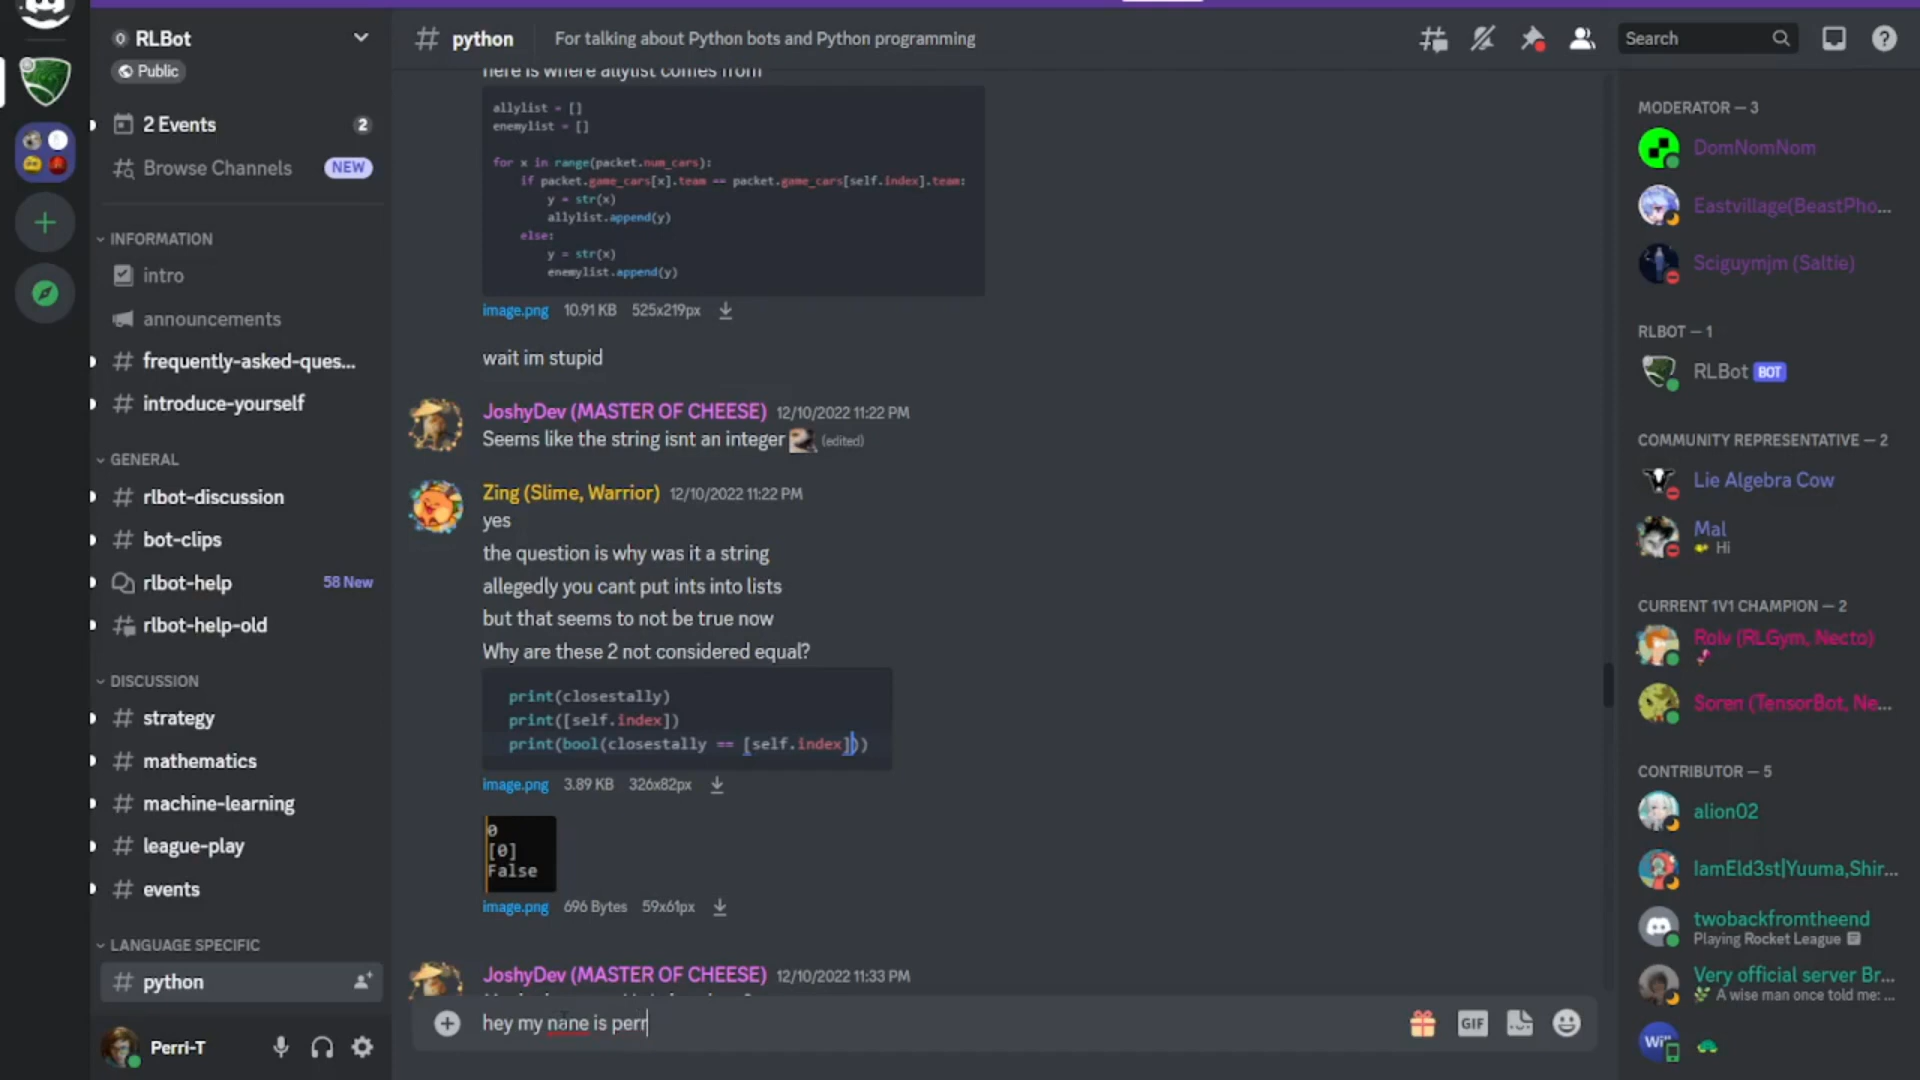 RLBot
Public
2 Events
2
Browse Channels
NEW
INFORMATION
intro
announcements
frequently-asked-ques...
introduce-yourself
GENERAL
rlbot-discussion
bot-clips
rlbot-help
58 New
rlbot-help-old
DISCUSSION
strategy
mathematics
machine-learning
league-play
events
LANGUAGE SPECIFIC
python
Perri-T
# python
For talking about Python bots and Python programming
Search
here is where allylist comes from
allylist = []
enemylist = []
for x in range(packet.num_cars):
if packet.game_cars[x].team == packet.game_cars[self.index].team:
y = str(x)
allylist.append(y)
else:
y = str(x)
enemylist.append(y)
image.png 10.91 KB 525x219px
wait im stupid
JoshyDev (MASTER OF CHEESE) 12/10/2022 11:22 PM
Seems like the string isnt an integer (edited)
Zing (Slime, Warrior) 12/10/2022 11:22 PM
yes
the question is why was it a string
allegedly you cant put ints into lists
but that seems to not be true now
Why are these 2 not considered equal?
print(closestally)
print([self.index])
print(bool(closestally == [self.index]))
image.png 3.89 KB 326x82px
0
[0]
False
image.png 696 Bytes 59x61px
JoshyDev (MASTER OF CHEESE) 12/10/2022 11:33 PM
hey my nane is perr
GIF
MODERATOR — 3
DomNomNom
Eastvillage(BeastPho...
Sciguymjm (Saltie)
RLBOT — 1
RLBot BOT
COMMUNITY REPRESENTATIVE — 2
Lie Algebra Cow
Mal
Hi
CURRENT 1V1 CHAMPION — 2
Rolv (RLGym, Necto)
Soren (TensorBot, Ne...
CONTRIBUTOR — 5
alion02
IamEld3st|Yuuma,Shir...
twobackfromtheend
Playing Rocket League
Very official server Br...
A wise man once told me: ...